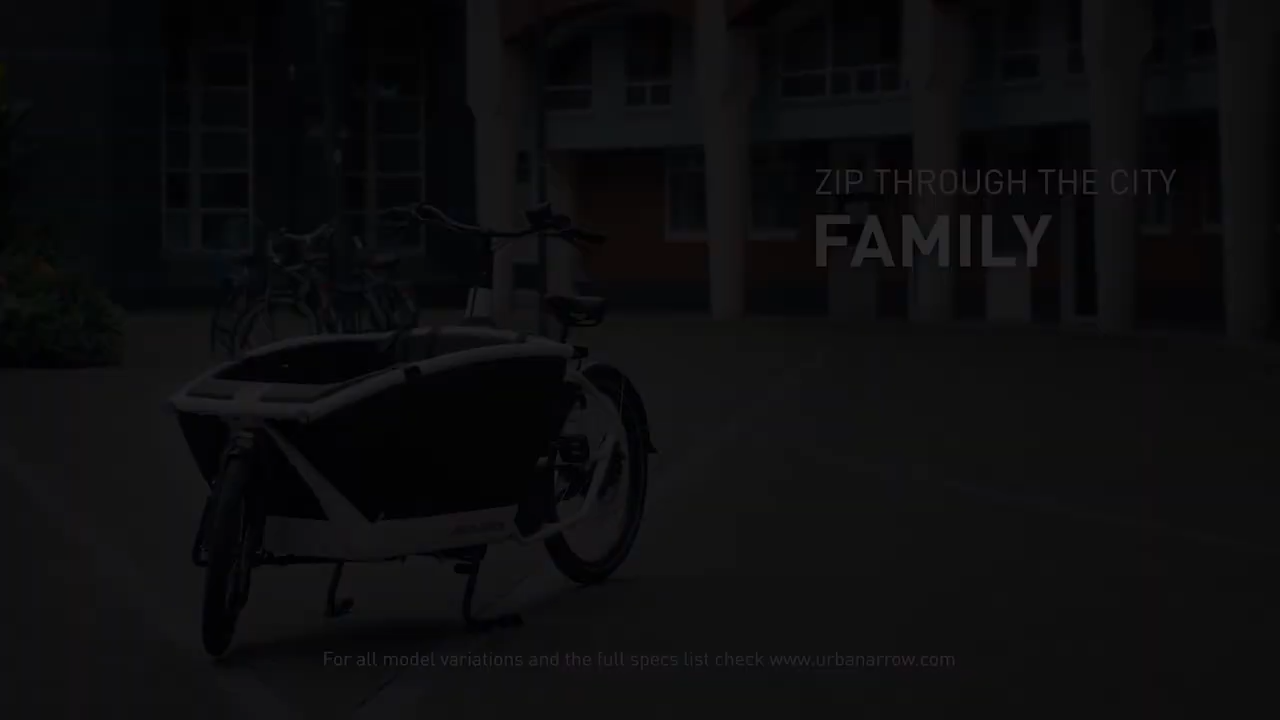 ZIP THROUGH THE CITY
FAMILY
For all model variations and the full specs list check www.urbanarrow.com